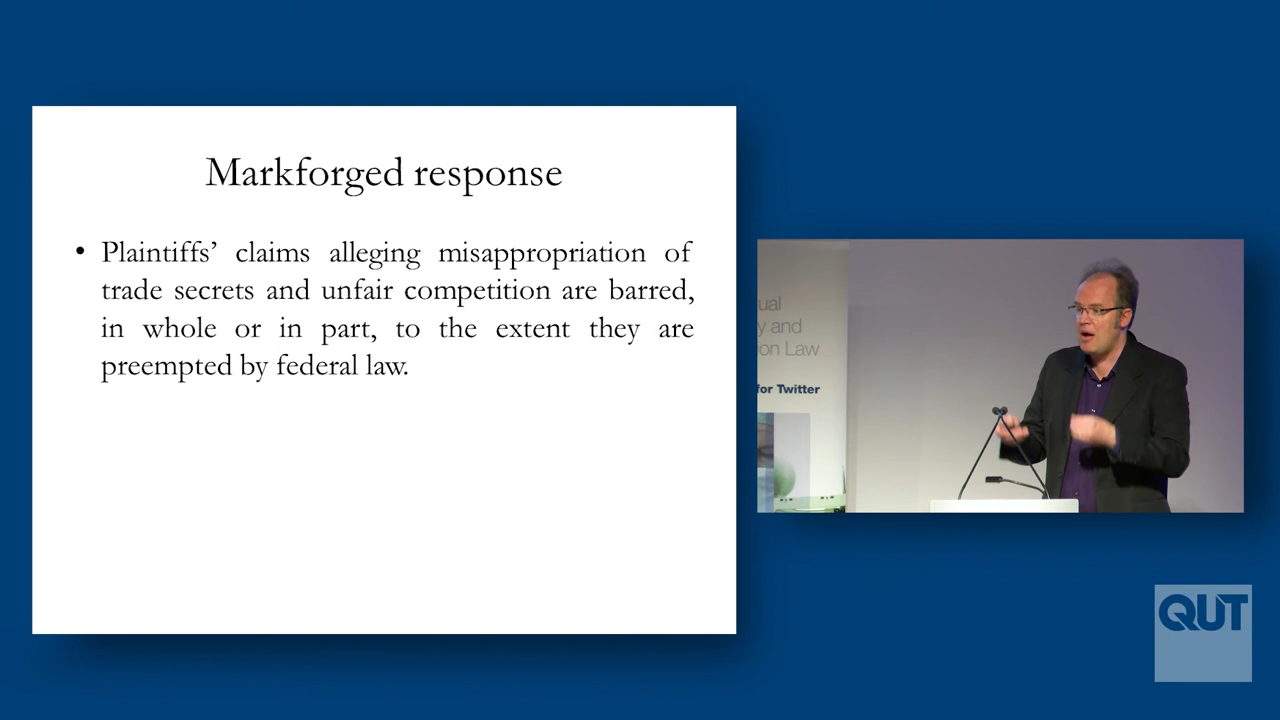 Markforged response
• Plaintiffs’ claims alleging misappropriation of
trade secrets and unfair competition are barred,
in whole or in part, to the extent they are
preempted by federal law.
ual
y and
ion Law
for Twitter
QUT